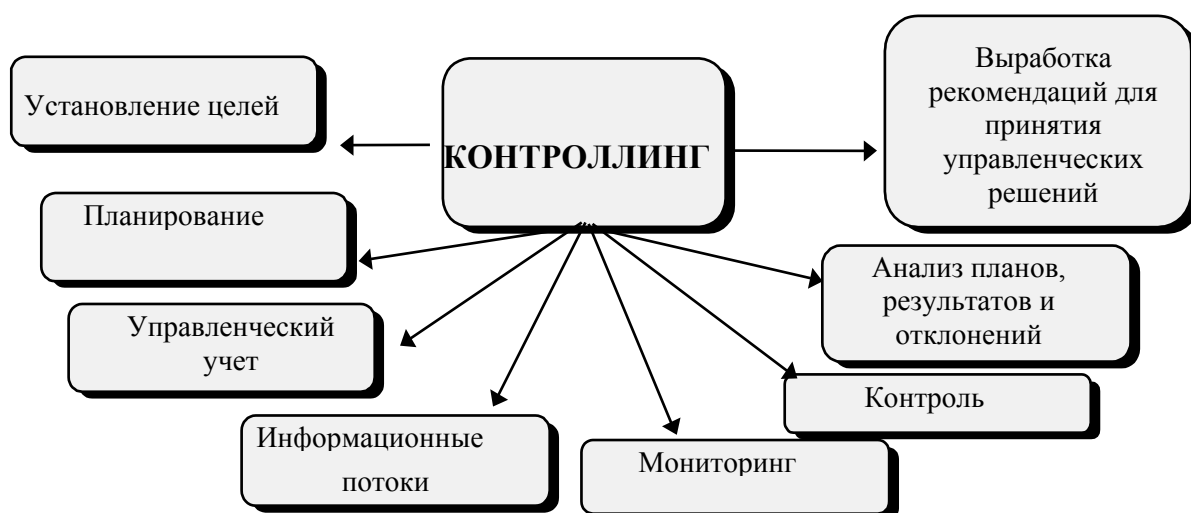 Установление целей
КОНТРОЛЛИНГ
Выработка
рекомендаций для
принятия
управленческих
решений
Планирование
Анализ планов,
результатов и
отклонений
Управленческий
учет
Контроль
Информационные
потоки
Мониторинг